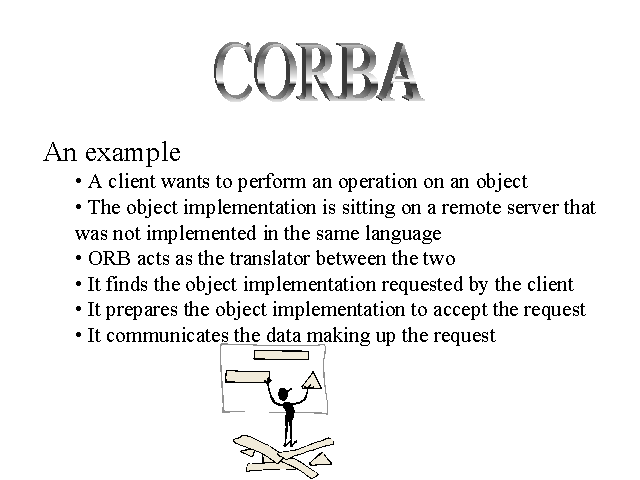 CORBA
An example
• A client wants to perform an operation on an object
• The object implementation is sitting on a remote server that
was not implemented in the same language
• ORB acts as the translator between the two
• It finds the object implementation requested by the client
• It prepares the object implementation to accept the request
• It communicates the data making up the request